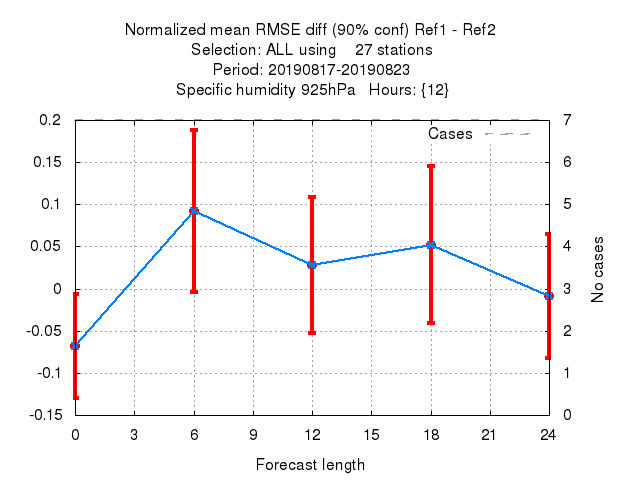 Normalized mean RMSE diff (90% conf) Ref1 - Ref2
Selection: ALL using    27 stations
Period: 20190817-20190823
Specific humidity 925hPa   Hours: {12}
0.2
0.15
0.1
0.05
0
-0.05
-0.1
-0.15
Cases
7
6
5
4
3
2
1
0
No cases
0 3 6 9 12 15 18 21 24
Forecast length